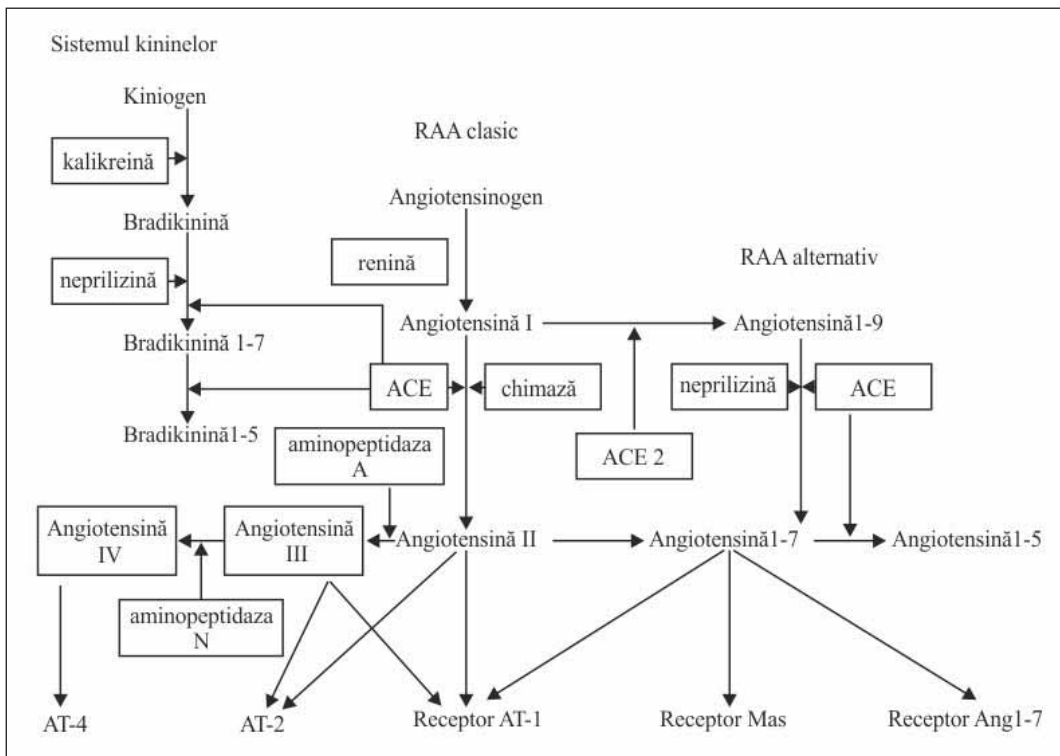 Sistemul kininelor
Kiniogen
RAA clasic
kalikreină
Angiotensinogen
Bradikinină
renină
RAA alternativ
neprilizină
Angiotensină I
Angiotensină1-9
Bradikinină 1-7
ACE
chimază
neprilizină
ACE
Bradikinină1-5
aminopeptidaza
A
ACE 2
Angiotensină
IV
Angiotensină
III
Angiotensină II
Angiotensină1-7
Angiotensină1-5
aminopeptidaza
N
AT-4
AT-2
Receptor AT-1
Receptor Mas
Receptor Ang1-7